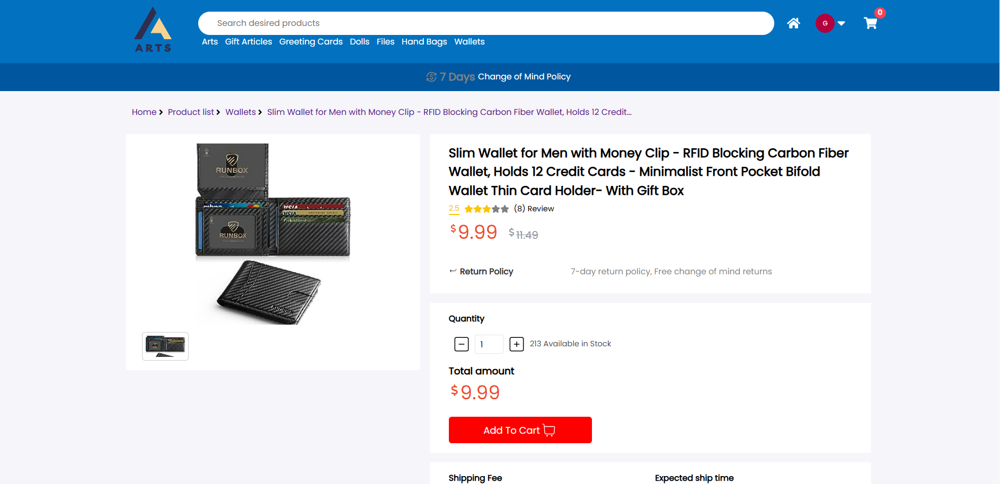 ARTS
Search desired products
Arts Gift Articles Greeting Cards Dolls Files Hand Bags Wallets
G
0
7 Days Change of Mind Policy
Home Product list Wallets Slim Wallet for Men with Money Clip - RFID Blocking Carbon Fiber Wallet, Holds 12 Credit...
RUNBOX
RUNBOX
Slim Wallet for Men with Money Clip - RFID Blocking Carbon Fiber
Wallet, Holds 12 Credit Cards - Minimalist Front Pocket Bifold
Wallet Thin Card Holder- With Gift Box
2.5 (8) Review
$9.99 $11.49
Return Policy 7-day return policy, Free change of mind returns
Quantity
1 213 Available in Stock
Total amount
$9.99
Add To Cart
Shipping Fee Expected ship time